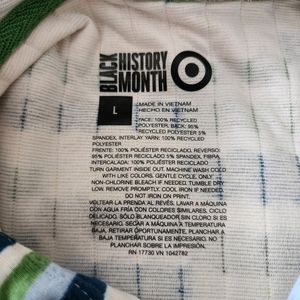 BLACK
HISTORY
MONTH
L
MADE IN VIETNAM
HECHO EN VIETNAM
FACE: 100% RECYCLED
POLYESTER, BACK: 95%
RECYCLED POLYESTER 5%
SPANDEX, INTERLAY YARN: 100% RECYCLED
POLYESTER
FRENTE: 100% POLIÉSTER RECICLADO, REVERSO:
95% POLIÉSTER RECICLADO 5% SPANDEX, FIBRA
INTERCALADA: 100% POLIÉSTER RECICLADO
TURN GARMENT INSIDE OUT. MACHINE WASH COLD
WITH LIKE COLORS. GENTLE CYCLE. ONLY
NON-CHLORINE BLEACH IF NEEDED. TUMBLE DRY
LOW. REMOVE PROMPTLY. COOL IRON IF NEEDED.
DO NOT IRON ON PRINT.
VOLTEAR LA PRENDA AL REVÉS. LAVAR A MÁQUINA
CON AGUA FRÍA CON COLORES SIMILARES. CICLO
DELICADO. SÓLO BLANQUEADOR SIN CLORO SI ES
NECESARIO. SECAR A MÁQUINA A TEMPERATURA
BAJA. RETIRAR OPORTUNAMENTE. PLANCHAR A
TEMPERATURA BAJA SI ES NECESARIO. NO
PLANCHAR SOBRE LA IMPRESIÓN.
RN 17730 VN 1042782